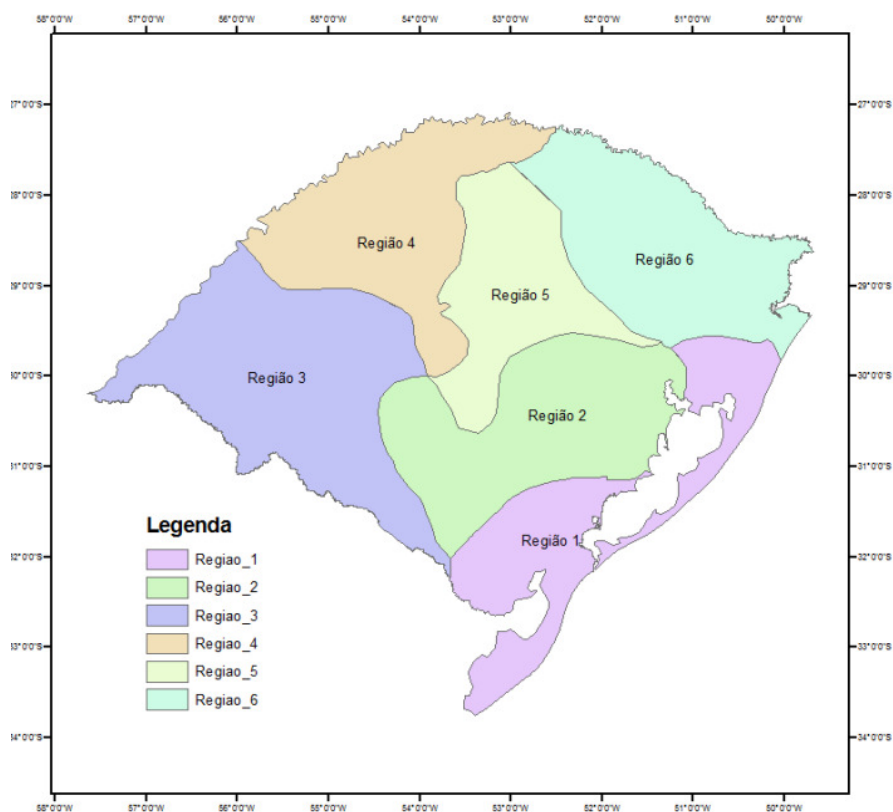 58°0'0"W 57°0'0"W 56°0'0"W 55°0'0"W 54°0'0"W 53°0'0"W 52°0'0"W 51°0'0"W 50°0'0"W
27°0'0"S 27°0'0"S
28°0'0"S 28°0'0"S
Região 4
Região 6
29°0'0"S 29°0'0"S
Região 5
Região 3
30°0'0"S 30°0'0"S
Região 2
31°0'0"S 31°0'0"S
Legenda
Região 1
Regiao_1
32°0'0"S 32°0'0"S
Regiao_2
Regiao_3
Regiao_4
33°0'0"S 33°0'0"S
Regiao_5
Regiao_6
34°0'0"S 34°0'0"S
58°0'0"W 57°0'0"W 56°0'0"W 55°0'0"W 54°0'0"W 53°0'0"W 52°0'0"W 51°0'0"W 50°0'0"W